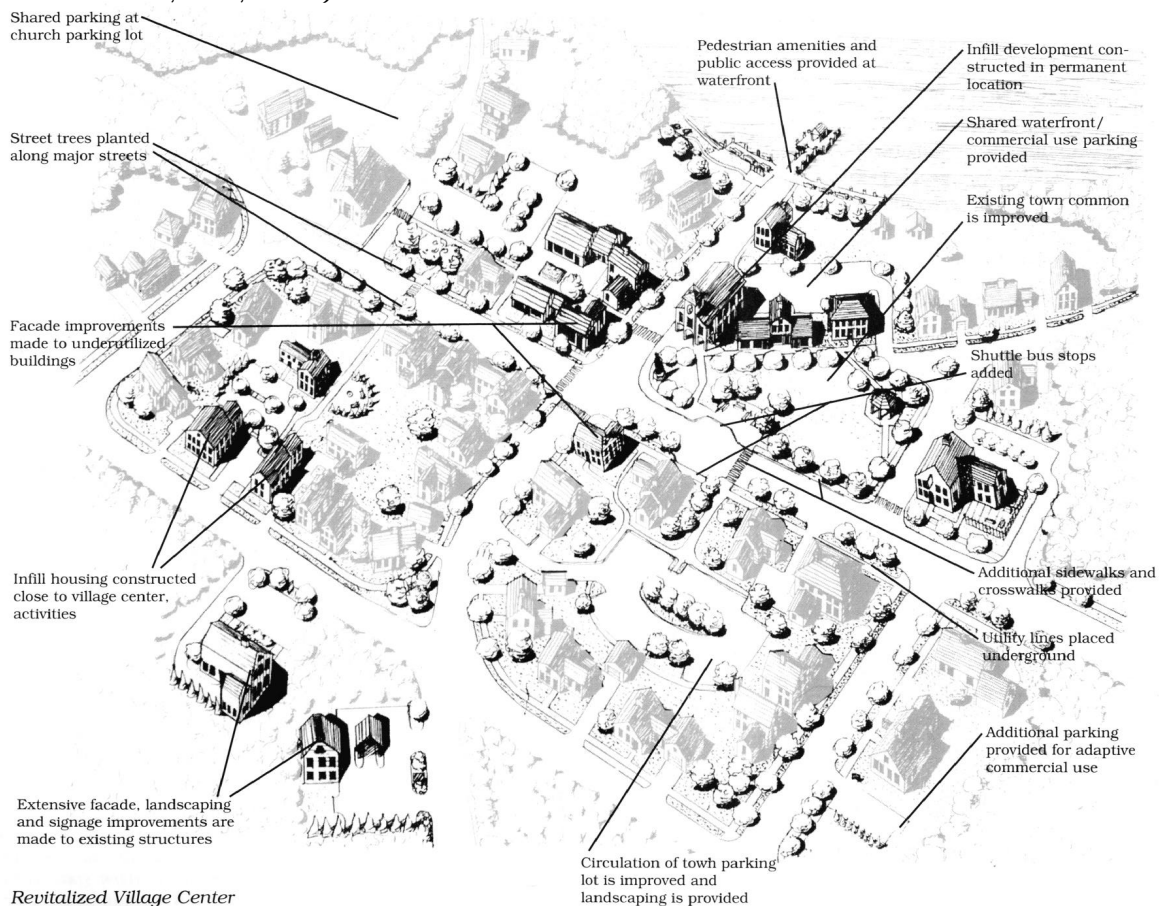 Shared parking at
church parking lot
Pedestrian amenities and
public access provided at
waterfront
Infill development con-
structed in permanent
location
Street trees planted
along major streets
Shared waterfront/
commercial use parking
provided
Existing town common
is improved
Facade improvements
made to underutilized
buildings
Shuttle bus stops
added
Infill housing constructed
close to village center,
activities
Additional sidewalks and
crosswalks provided
Utility lines placed
underground
Additional parking
provided for adaptive
commercial use
Extensive facade, landscaping
and signage improvements are
made to existing structures
Circulation of towh parking
lot is improved and
landscaping is provided
Revitalized Village Center